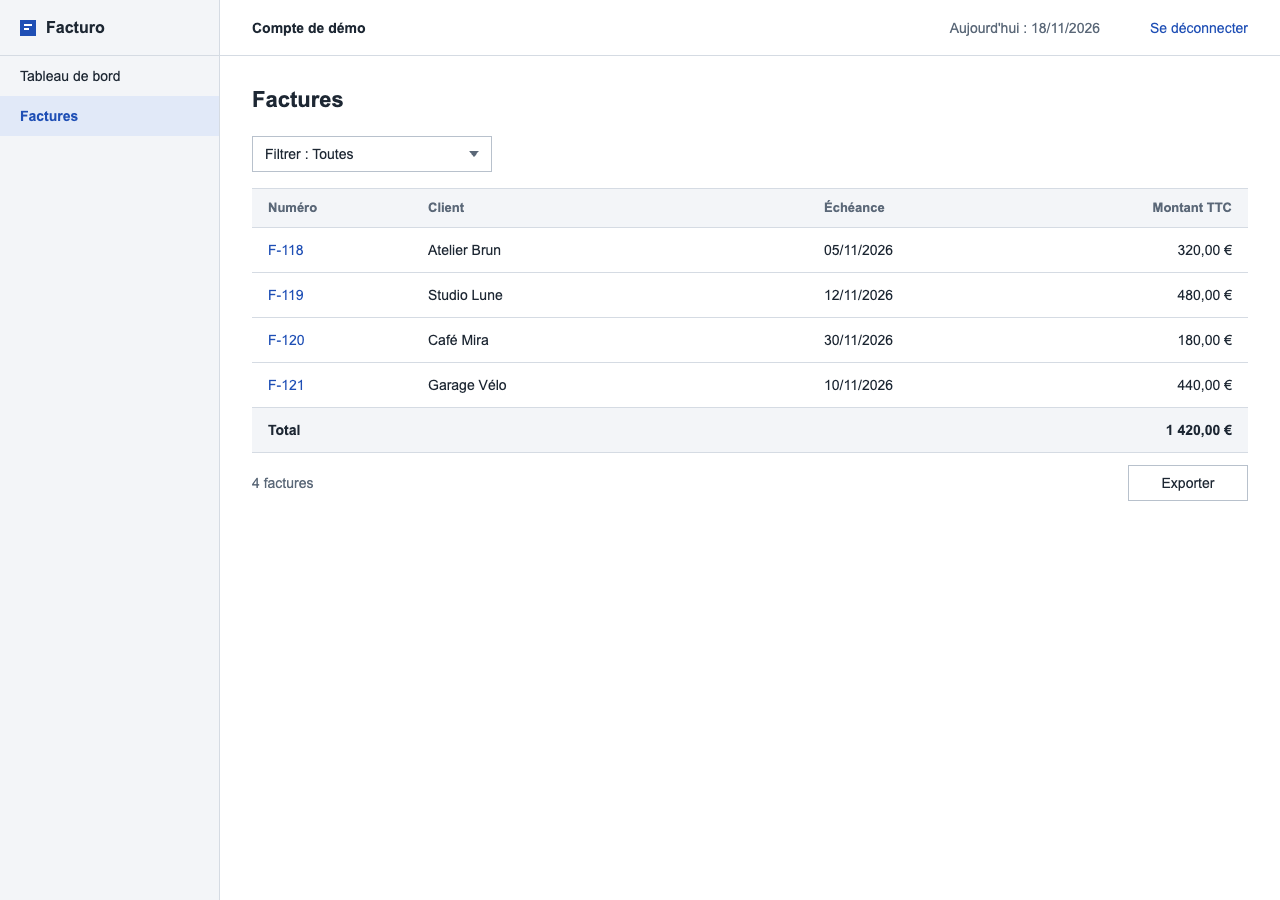 Facturo
Compte de démo
Aujourd'hui : 18/11/2026
Se déconnecter
Tableau de bord
Factures
Factures
Filtrer : Toutes
Numéro Client Échéance Montant TTC
F-118 Atelier Brun 05/11/2026 320,00 €
F-119 Studio Lune 12/11/2026 480,00 €
F-120 Café Mira 30/11/2026 180,00 €
F-121 Garage Vélo 10/11/2026 440,00 €
Total 1 420,00 €
4 factures
Exporter